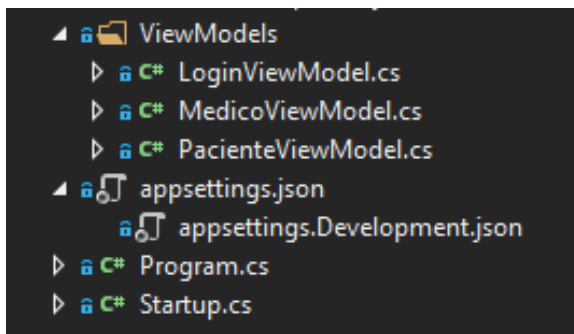 ViewModels
C# LoginViewModel.cs
C# MedicoViewModel.cs
C# PacienteViewModel.cs
appsettings.json
appsettings.Development.json
C# Program.cs
C# Startup.cs